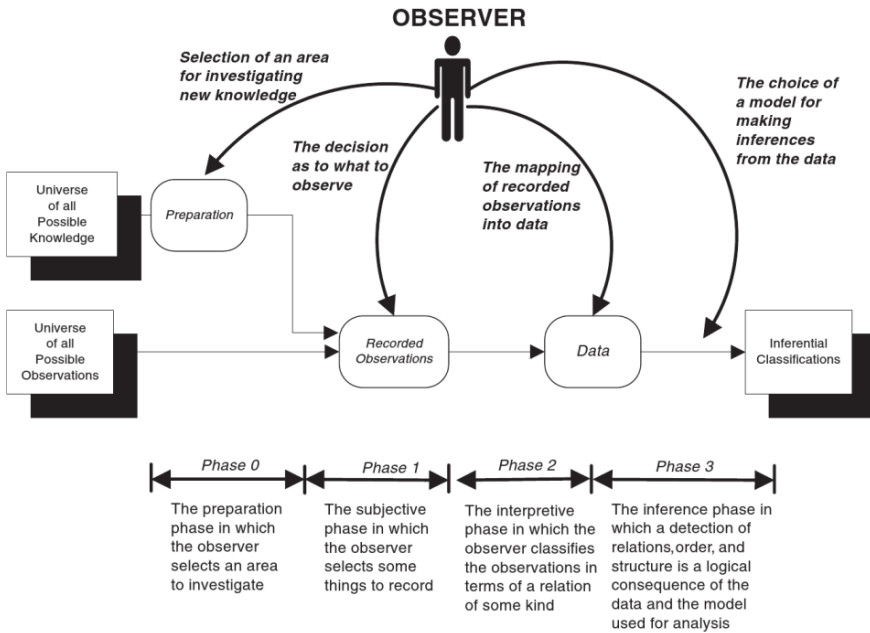 OBSERVER
Selection of an area
for investigating
new knowledge
The decision
as to what to
observe
The mapping
of recorded
observations
into data
The choice of
a model for
making
inferences
from the data
Universe
of all
Possible
Knowledge
Preparation
Universe
of all
Possible
Observations
Recorded
Observations
Data
Inferential
Classifications
Phase 0
Phase 1
Phase 2
Phase 3
The preparation
phase in which
the observer
selects an area
to investigate
The subjective
phase in which
the observer
selects some
things to record
The interpretive
phase in which the
observer classifies
the observations in
terms of a relation
of some kind
The inference phase in
which a detection of
relations,order, and
structure is a logical
consequence of the
data and the model
used for analysis